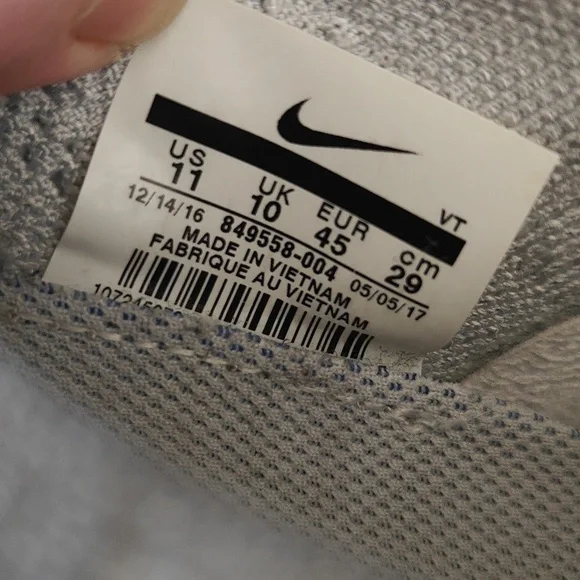 VT
US UK EUR cm
11 10 45 29
12/14/16 849558-004 05/05/17
MADE IN VIETNAM
FABRIQUE AU VIETNAM